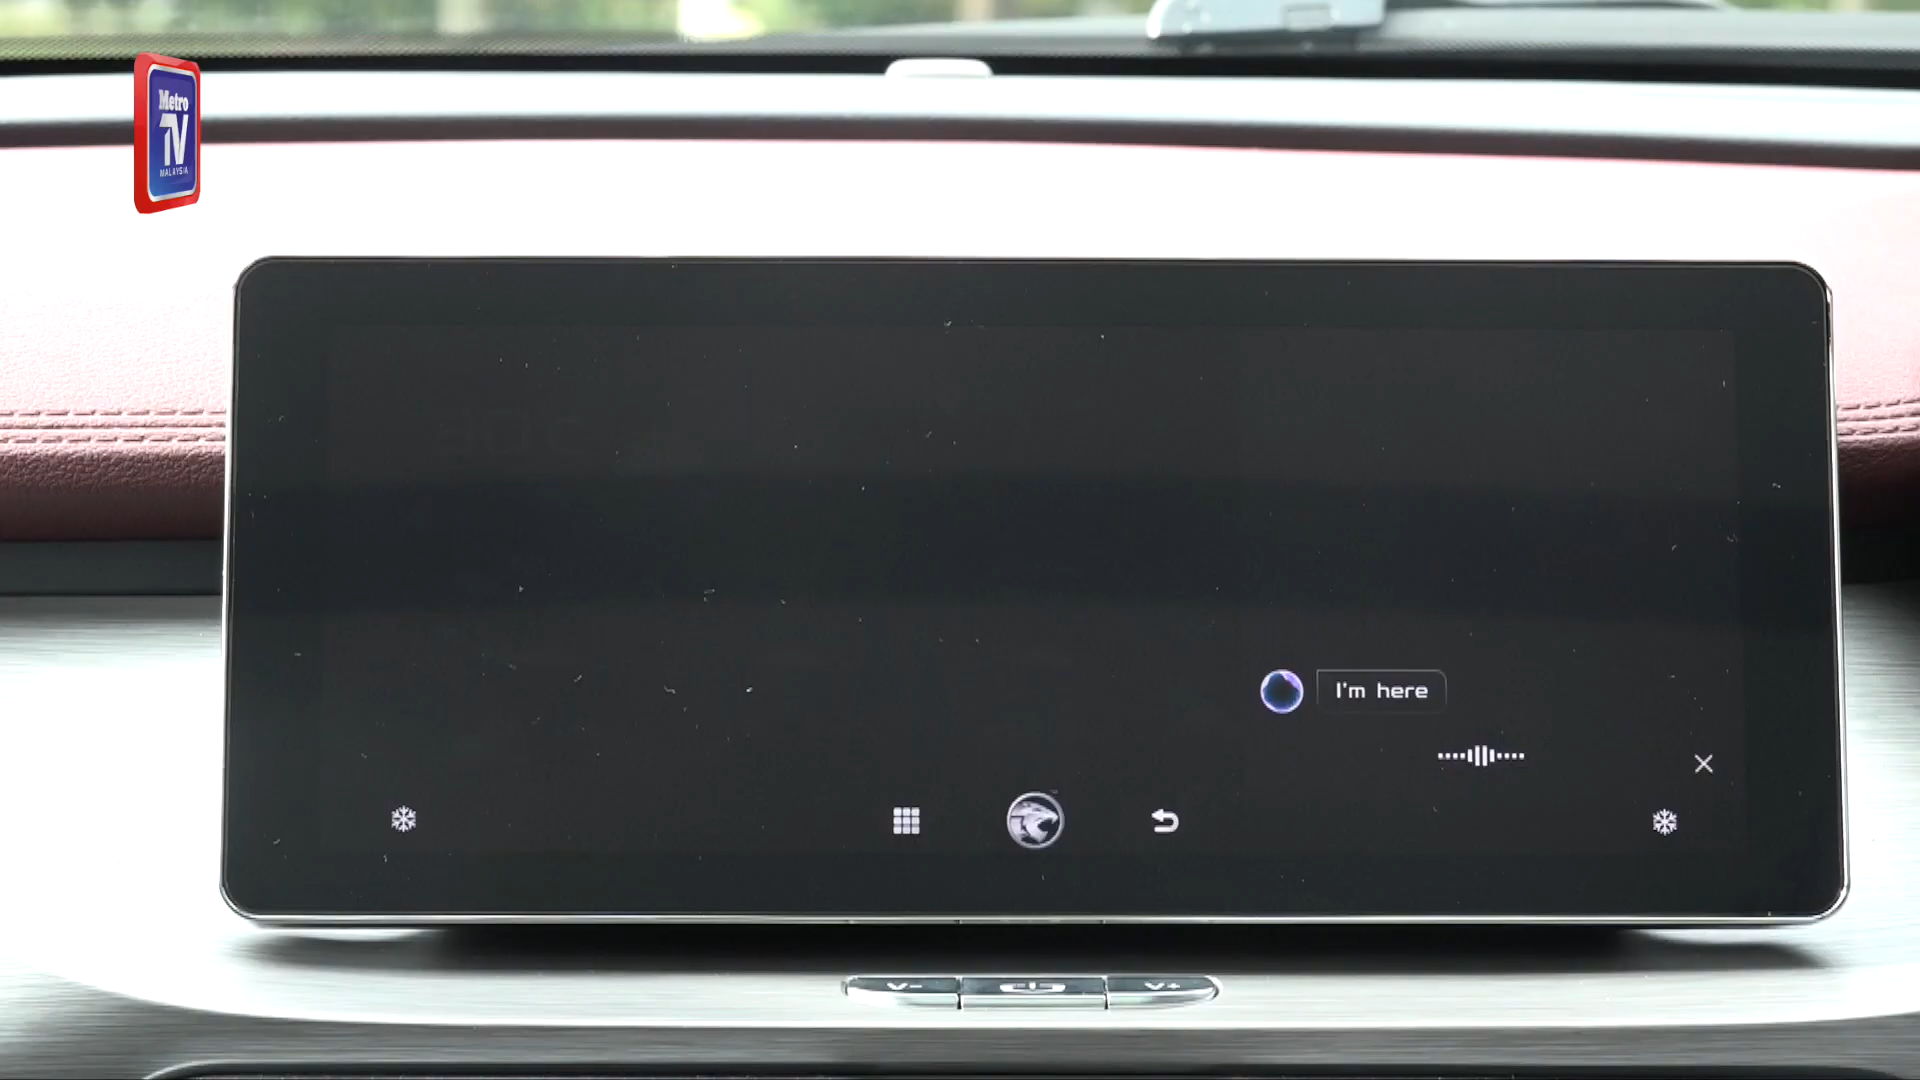 Metro
TV
MALAYSIA
I'm here
V-
V+